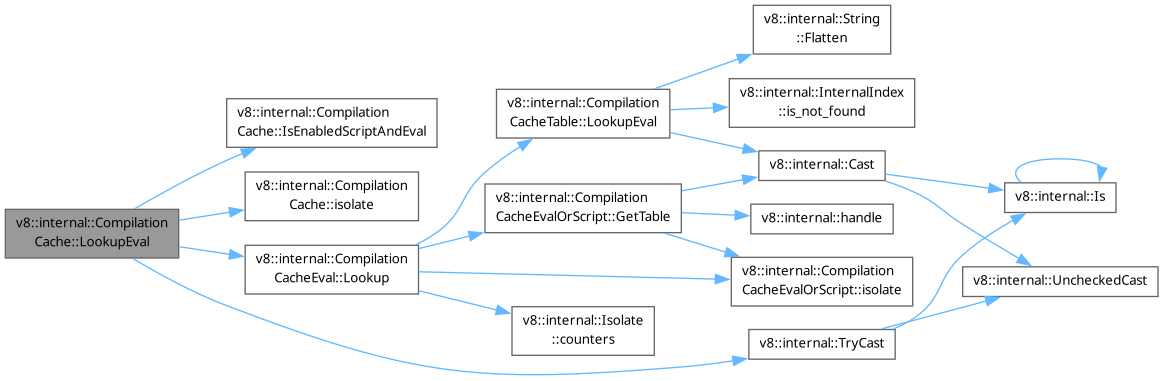 v8::internal::Compilation
Cache::LookupEval
v8::internal::Compilation
Cache::IsEnabledScriptAndEval
v8::internal::Compilation
Cache::isolate
v8::internal::Compilation
CacheEval::Lookup
v8::internal::Compilation
CacheTable::LookupEval
v8::internal::Compilation
CacheEvalOrScript::GetTable
v8::internal::Isolate
::counters
v8::internal::String
::Flatten
v8::internal::InternalIndex
::is_not_found
v8::internal::Cast
v8::internal::handle
v8::internal::Compilation
CacheEvalOrScript::isolate
v8::internal::TryCast
v8::internal::Is
v8::internal::UncheckedCast